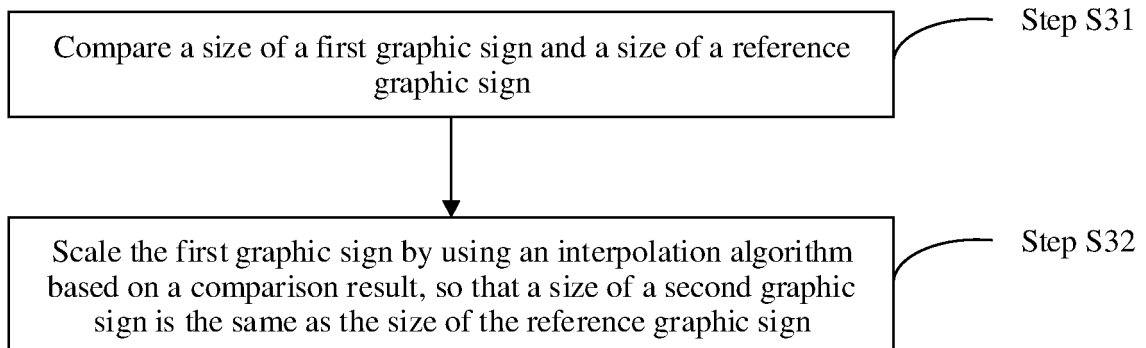 Step S31
Compare a size of a first graphic sign and a size of a reference
graphic sign
Step S32
Scale the first graphic sign by using an interpolation algorithm
based on a comparison result, so that a size of a second graphic
sign is the same as the size of the reference graphic sign